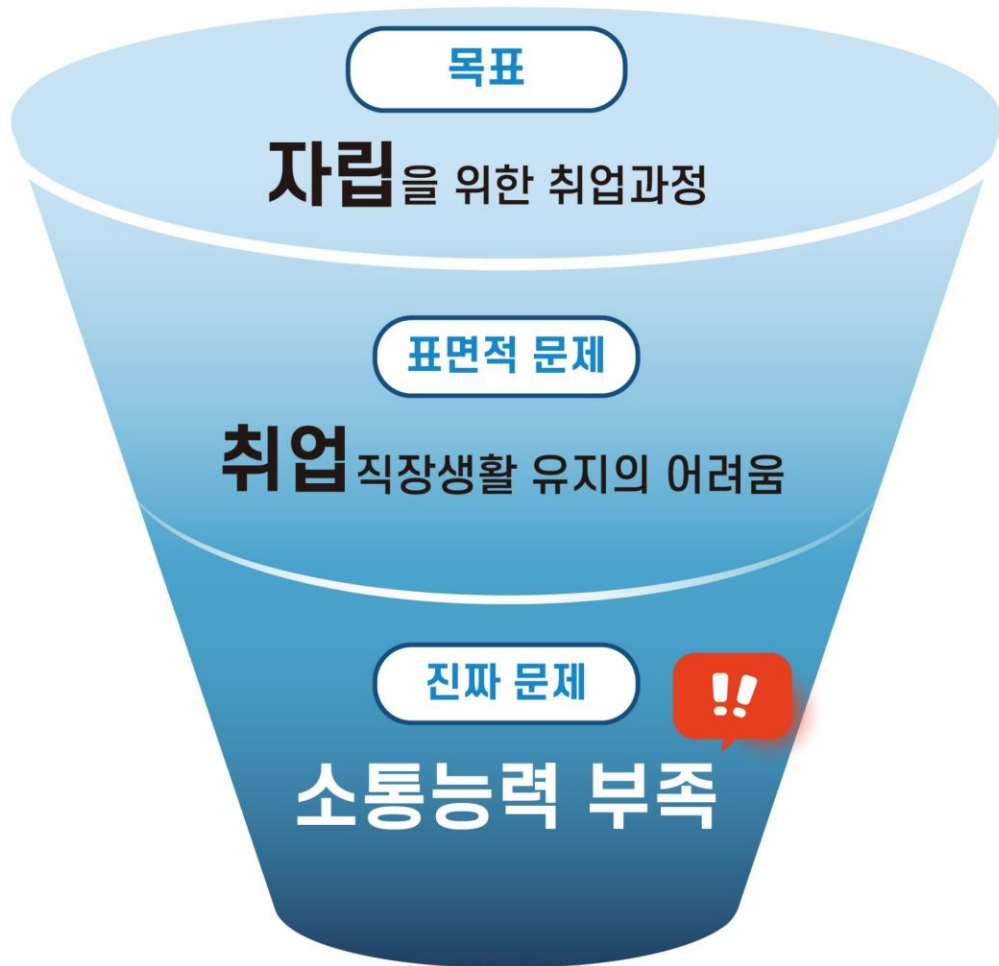 목표
자립을 위한 취업과정
표면적 문제
취업 직장생활 유지의 어려움
진짜 문제
!!
소통능력 부족